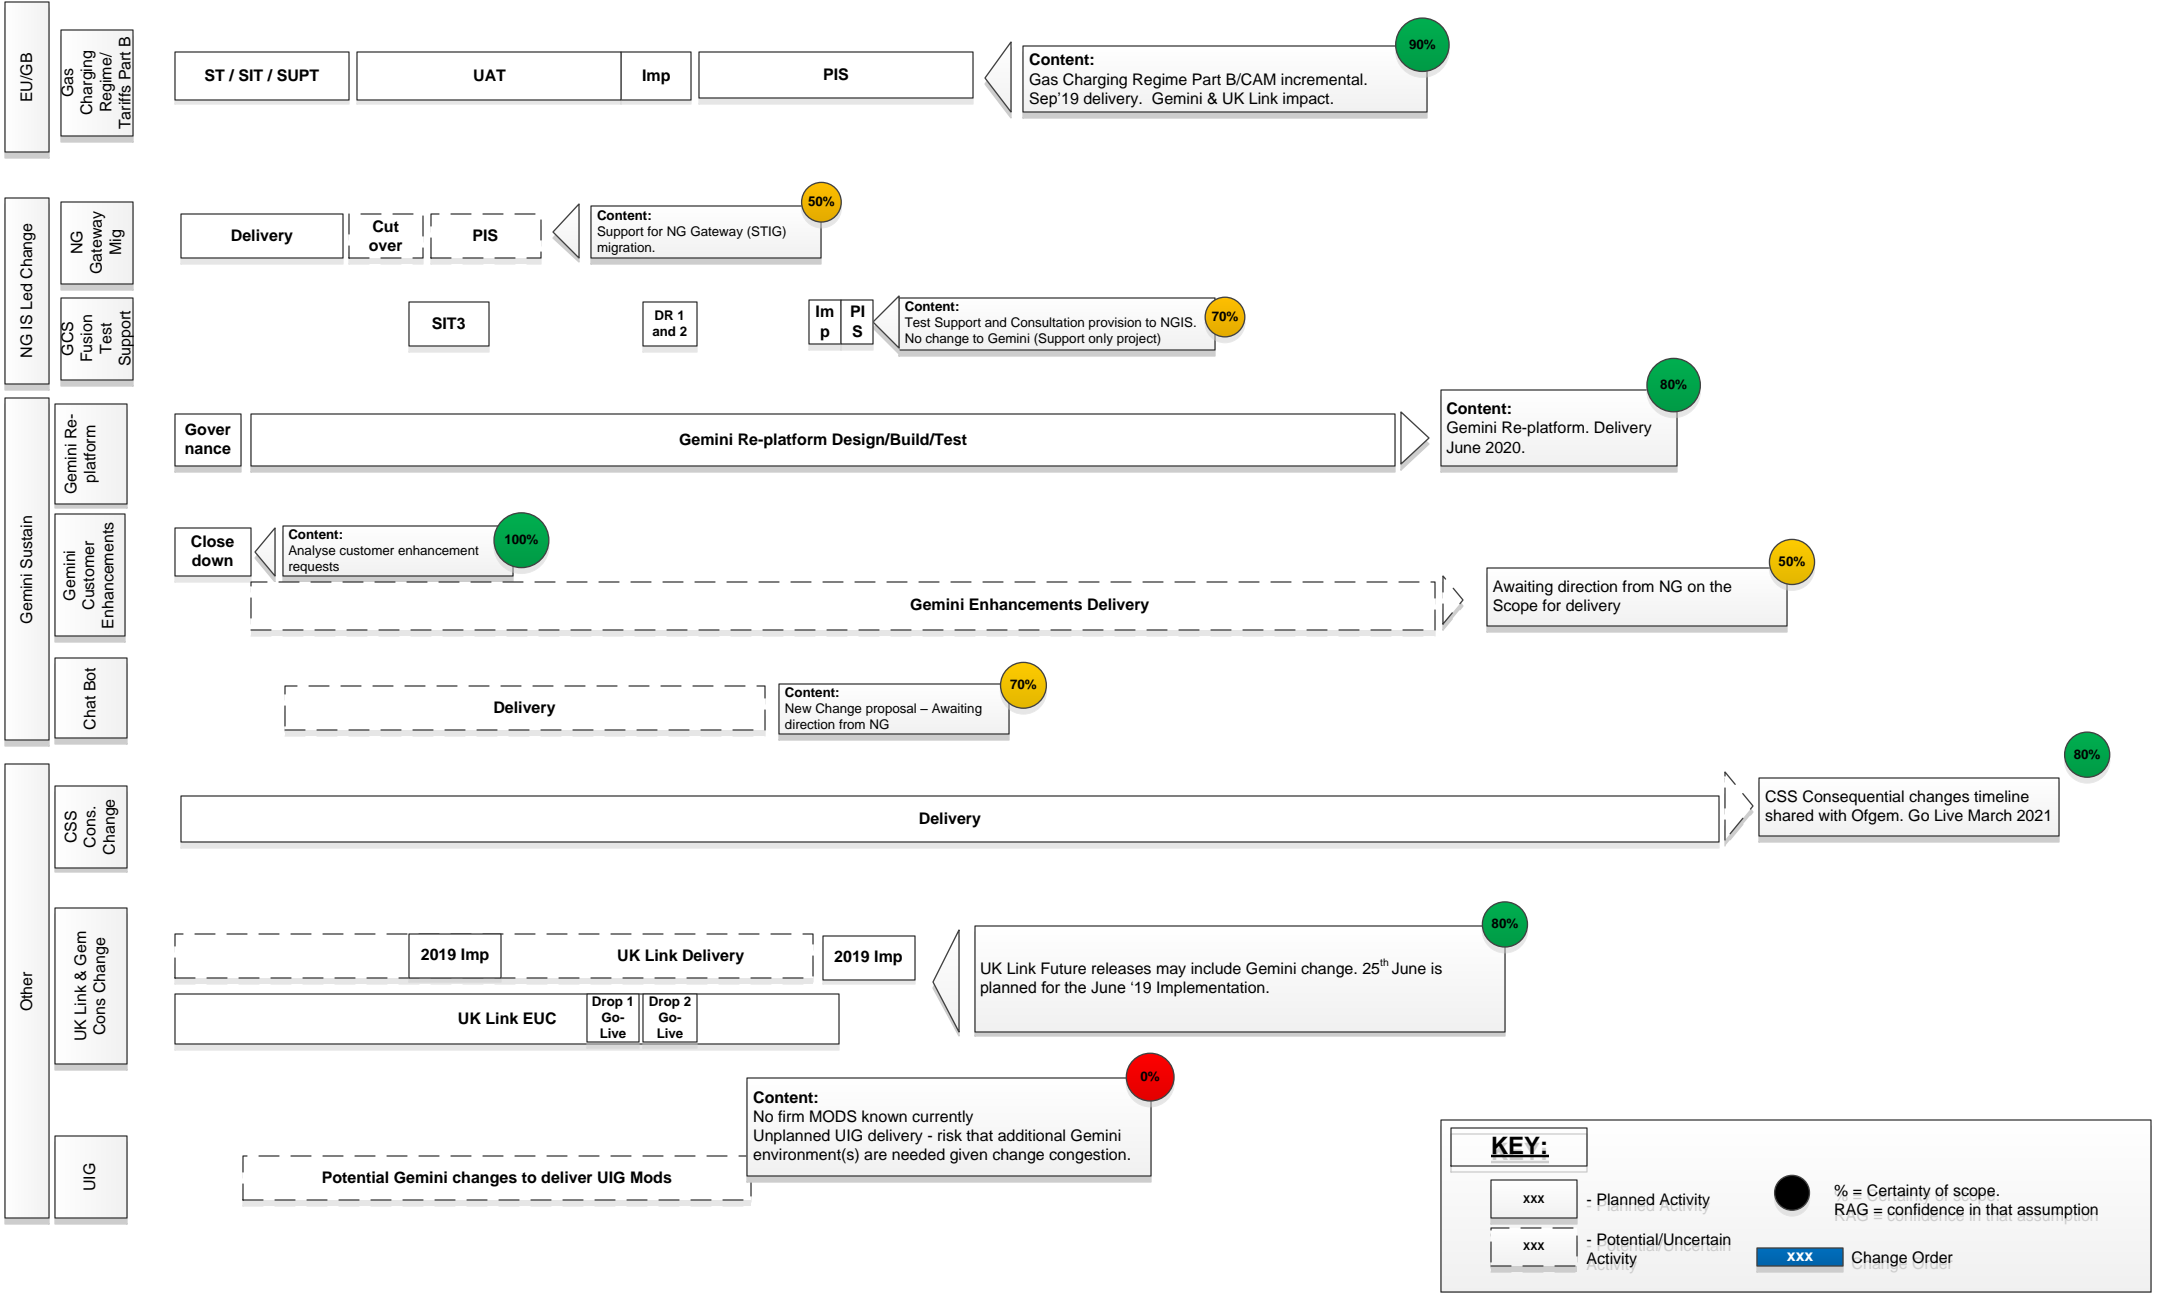 EU/GB
Gas
Charging
Regime/
Tariffs Part B
ST / SIT / SUPT
UAT
Imp
PIS
Content:
Gas Charging Regime Part B/CAM incremental.
Sep'19 delivery.  Gemini & UK Link impact.
90%
NG IS Led Change
NG
Gateway
Mig
Delivery
Cut
over
PIS
Content:
Support for NG Gateway (STIG)
migration.
50%
GCS
Fusion
Test
Support
SIT3
DR 1
and 2
Im
p
PI
S
Content:
Test Support and Consultation provision to NGIS.
No change to Gemini (Support only project)
70%
Gemini Sustain
Gemini Re-
platform
Gover
nance
Gemini Re-platform Design/Build/Test
Content:
Gemini Re-platform. Delivery
June 2020.
80%
Gemini
Customer
Enhancements
Close
down
Content:
Analyse customer enhancement
requests
100%
Gemini Enhancements Delivery
Awaiting direction from NG on the
Scope for delivery
50%
Chat Bot
Delivery
Content:
New Change proposal – Awaiting
direction from NG
70%
Other
CSS
Cons.
Change
Delivery
CSS Consequential changes timeline
shared with Ofgem. Go Live March 2021
80%
UK Link & Gem
Cons Change
2019 Imp
UK Link Delivery
2019 Imp
UK Link EUC
Drop 1
Go-
Live
Drop 2
Go-
Live
UK Link Future releases may include Gemini change. 25th June is
planned for the June '19 Implementation.
80%
UIG
Potential Gemini changes to deliver UIG Mods
Content:
No firm MODS known currently
Unplanned UIG delivery - risk that additional Gemini
environment(s) are needed given change congestion.
0%
KEY:
xxx
- Planned Activity
xxx
- Potential/Uncertain
Activity
% = Certainty of scope.
RAG = confidence in that assumption
xxx
Change Order